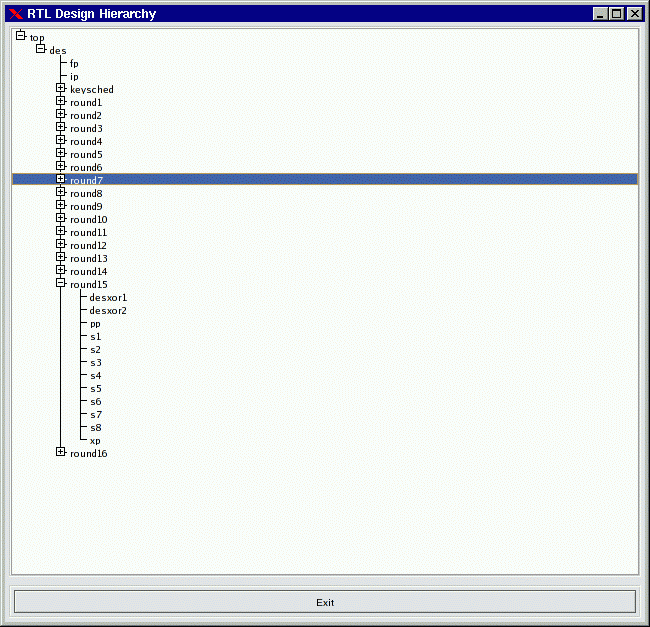 RTL Design Hierarchy
top
des
fp
ip
keysched
round1
round2
round3
round4
round5
round6
round7
round8
round9
round10
round11
round12
round13
round14
round15
desxor1
desxor2
pp
s1
s2
s3
s4
s5
s6
s7
s8
xp
round16
Exit